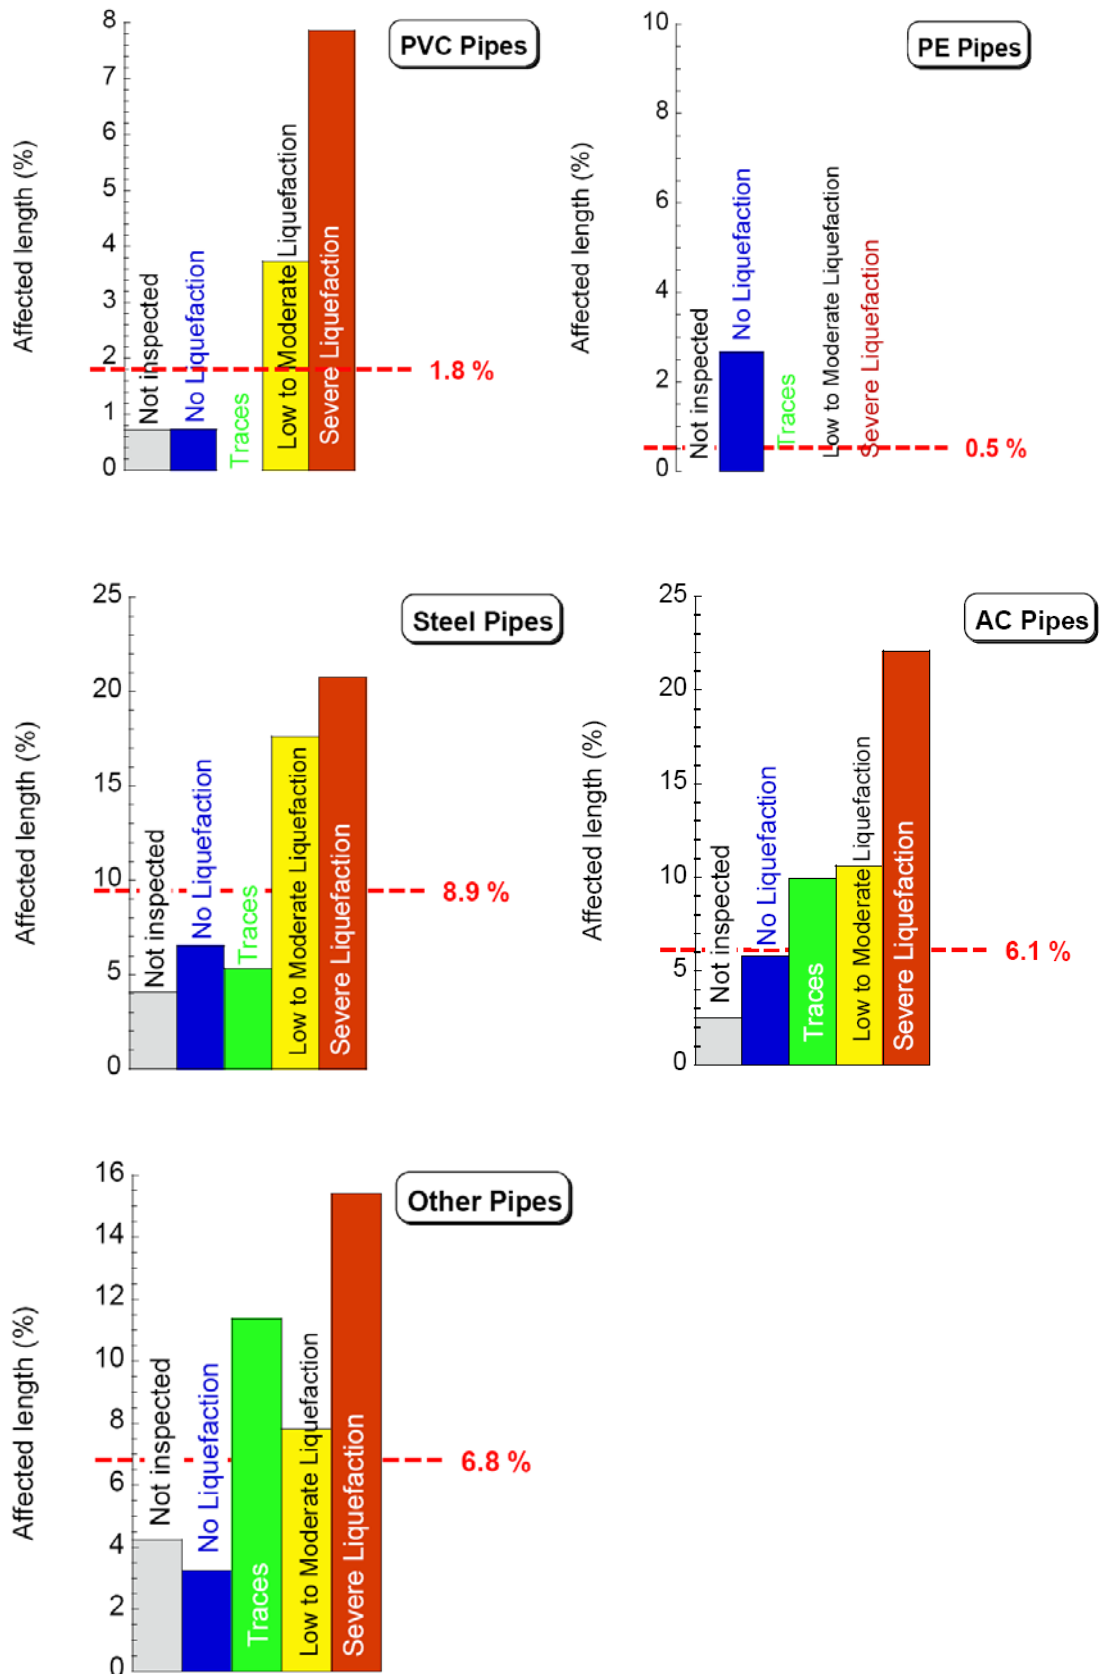 PVC Pipes
Affected length (%)
8
7
6
5
4
3
2
1
0
Not inspected
No Liquefaction
Traces
Low to Moderate Liquefaction
Severe Liquefaction
1.8 %
PE Pipes
Affected length (%)
10
8
6
4
2
0
Not inspected
No Liquefaction
Traces
Low to Moderate Liquefaction
Severe Liquefaction
0.5 %
Steel Pipes
Affected length (%)
25
20
15
10
5
0
Not inspected
No Liquefaction
Traces
Low to Moderate Liquefaction
Severe Liquefaction
8.9 %
AC Pipes
Affected length (%)
25
20
15
10
5
0
Not inspected
No Liquefaction
Traces
Low to Moderate Liquefaction
Severe Liquefaction
6.1 %
Other Pipes
Affected length (%)
16
14
12
10
8
6
4
2
0
Not inspected
No Liquefaction
Traces
Low to Moderate Liquefaction
Severe Liquefaction
6.8 %